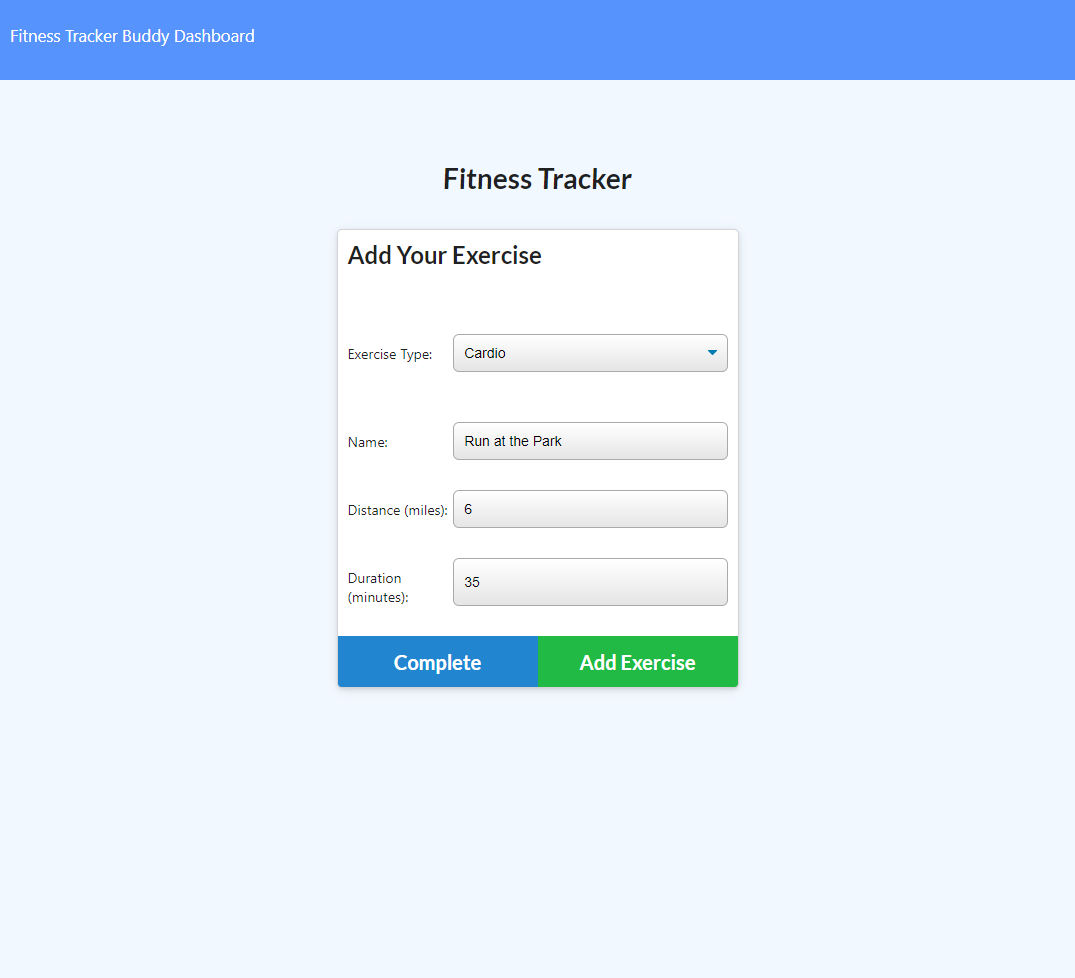 Fitness Tracker Buddy Dashboard
Fitness Tracker
Add Your Exercise
Exercise Type: Cardio
Name: Run at the Park
Distance (miles): 6
Duration
(minutes): 35
Complete Add Exercise